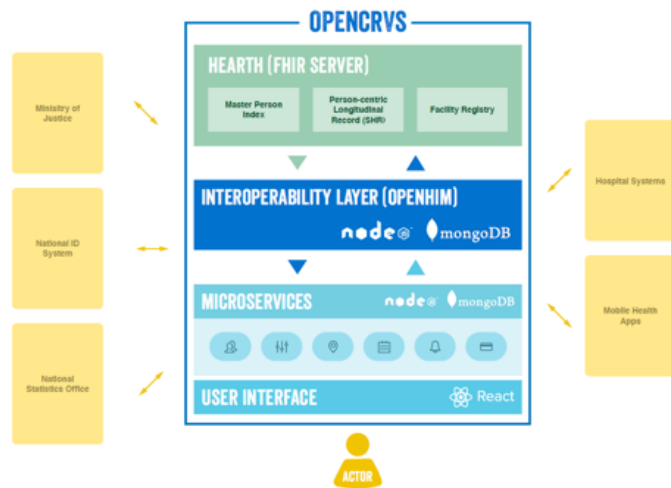 OPENCRVS
HEARTH (FHIR SERVER)
Master Person
Index
Person-centric
Longitudinal
Record (SHR)
Facility Registry
Ministry of
Justice
National ID
System
National
Statistics Office
INTEROPERABILITY LAYER (OPENHIM)
node
mongoDB
MICROSERVICES
node
mongoDB
USER INTERFACE
React
Hospital Systems
Mobile Health
Apps
ACTOR